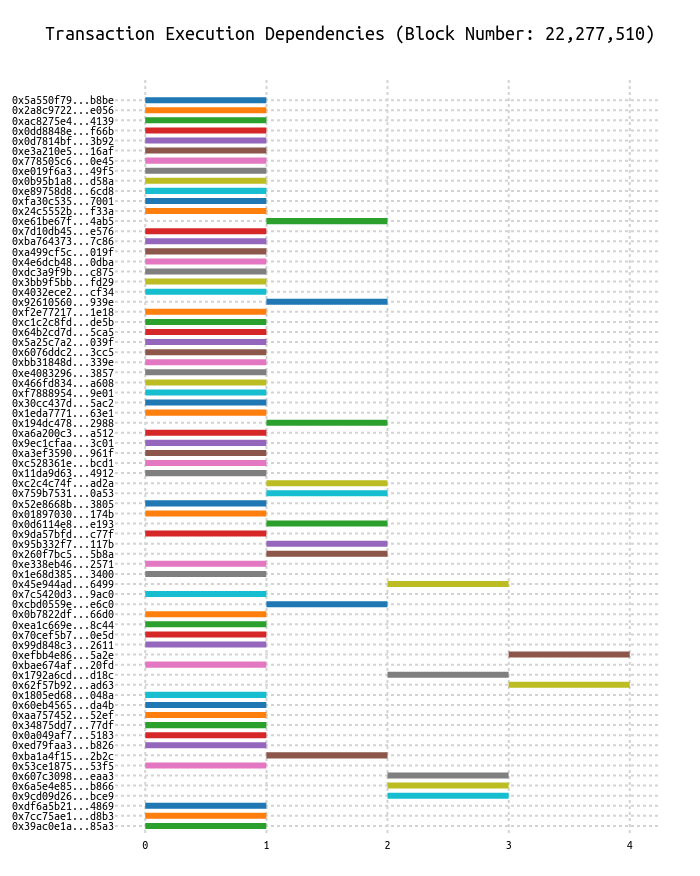 Transaction Execution Dependencies (Block Number: 22,277,510)
0x5a550f79...b8be
0x2a8c9722...e056
0xac8275e4...4139
0x0dd8848e...f66b
0x0d7814bf...3b92
0xe3a210e5...16af
0x778505c6...0e45
0xe019f6a3...49f5
0x0b95b1a8...d58a
0xe89758d8...6cd8
0xfa30c535...7001
0x24c5552b...f33a
0xe61be67f...4ab5
0x7d10db45...e576
0xba764373...7c86
0xa499cf5c...019f
0x4e6dcb48...0dba
0xdc3a9f9b...c875
0x3bb9f5bb...fd29
0x4032ece2...cf34
0x92610560...939e
0xf2e77217...1e18
0xc1c2c8fd...de5b
0x64b2cd7d...5ca5
0x5a25c7a2...039f
0x6076ddc2...3cc5
0xbb31848d...339e
0xe4083296...3857
0x466fd834...a608
0xf7888954...9e01
0x30cc437d...5ac2
0x1eda7771...63e1
0x194dc478...2988
0xa6a200c3...a512
0x9ec1cfaa...3c01
0xa3ef3590...961f
0xc528361e...bcd1
0x11da9d63...4912
0xc2c4c74f...ad2a
0x759b7531...0a53
0x52e8668b...3805
0x01897030...174b
0x0d6114e8...e193
0x9da57bfd...c77f
0x95b332f7...117b
0x260f7bc5...5b8a
0xe338eb46...2571
0x1e68d385...3400
0x45e944ad...6499
0x7c5420d3...9ac0
0xcbd0559e...e6c0
0x0b7822df...66d0
0xea1c669e...8c44
0x70cef5b7...0e5d
0x99d848c3...2611
0xefbb4e86...5a2e
0xbae674af...20fd
0x1792a6cd...d18c
0x62f57b92...ad63
0x1805ed68...048a
0x60eb4565...da4b
0xaa757452...52ef
0x34875dd7...77df
0x0a049af7...5183
0xed79faa3...b826
0xba1a4f15...2b2c
0x53ce1875...53f5
0x607c3098...eaa3
0x6a5e4e85...b866
0x9cd09d26...bce9
0xdf6a5b21...4869
0x7cc75ae1...d8b3
0x39ac0e1a...85a3
0 1 2 3 4